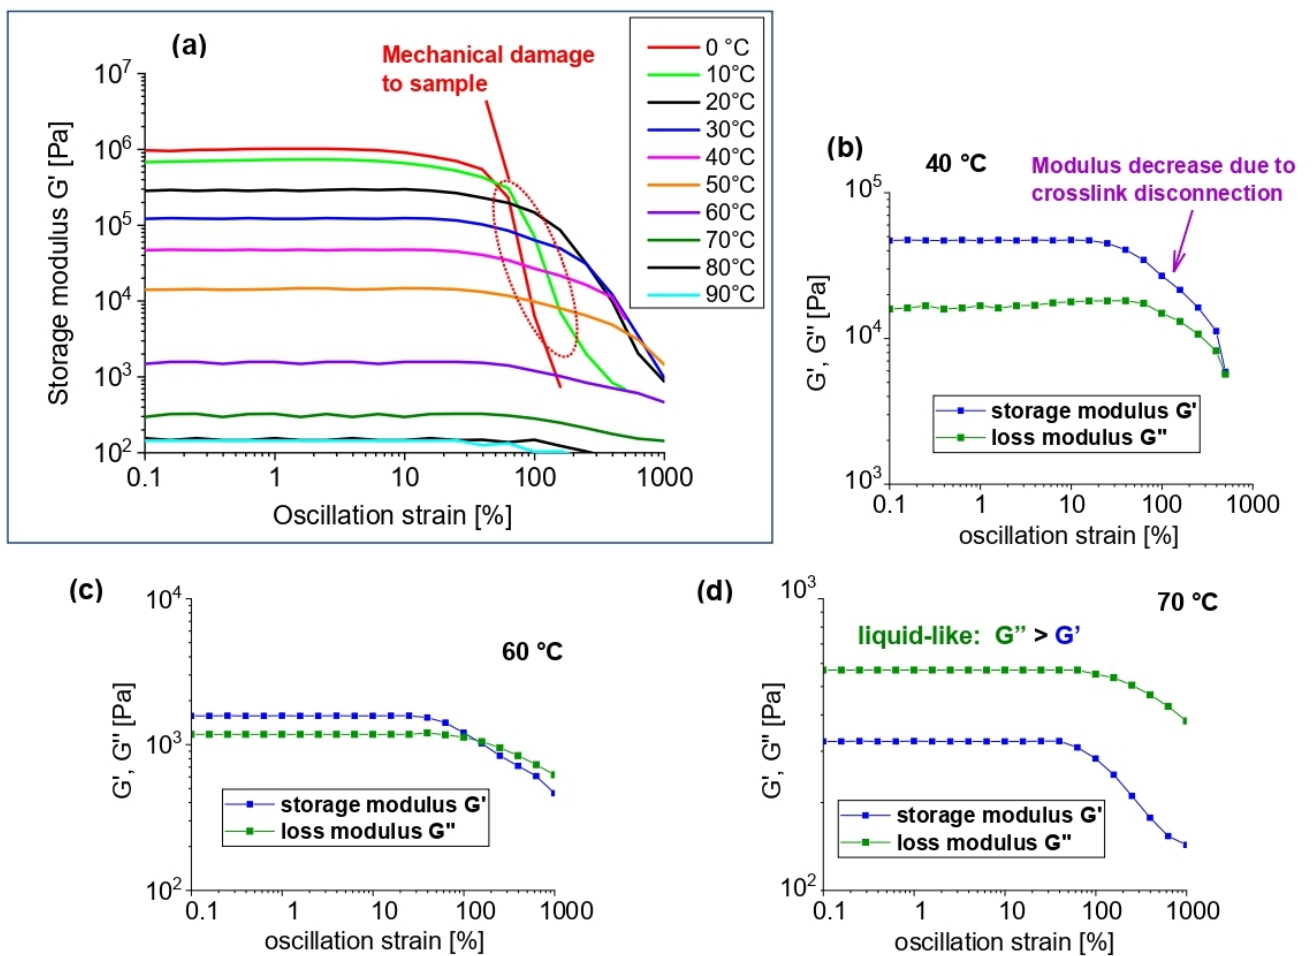 (a)
Mechanical damage
to sample
0 °C
10°C
20°C
30°C
40°C
50°C
60°C
70°C
80°C
90°C
10⁷
10⁶
10⁵
10⁴
10³
10²
Storage modulus G' [Pa]
0.1 1 10 100 1000
Oscillation strain [%]
(b)
40 °C
Modulus decrease due to
crosslink disconnection
10⁵
10⁴
10³
G', G" [Pa]
storage modulus G'
loss modulus G"
0.1 1 10 100 1000
oscillation strain [%]
(c)
60 °C
10⁴
10³
10²
G', G" [Pa]
storage modulus G'
loss modulus G"
0.1 1 10 100 1000
oscillation strain [%]
(d)
70 °C
liquid-like: G” > G’
10³
10²
G', G" [Pa]
storage modulus G'
loss modulus G"
0.1 1 10 100 1000
oscillation strain [%]